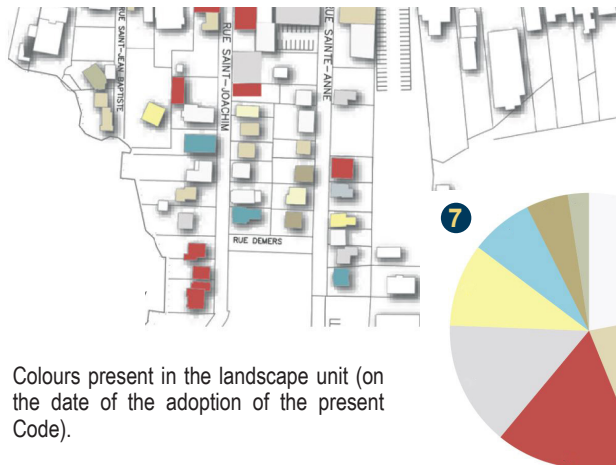 RUE SAINT-JEAN-BAPTISTE
RUE SAINT-JOACHIM
RUE SAINTE-ANNE
RUE DEMERS
7
Colours present in the landscape unit (on
the date of the adoption of the present
Code).